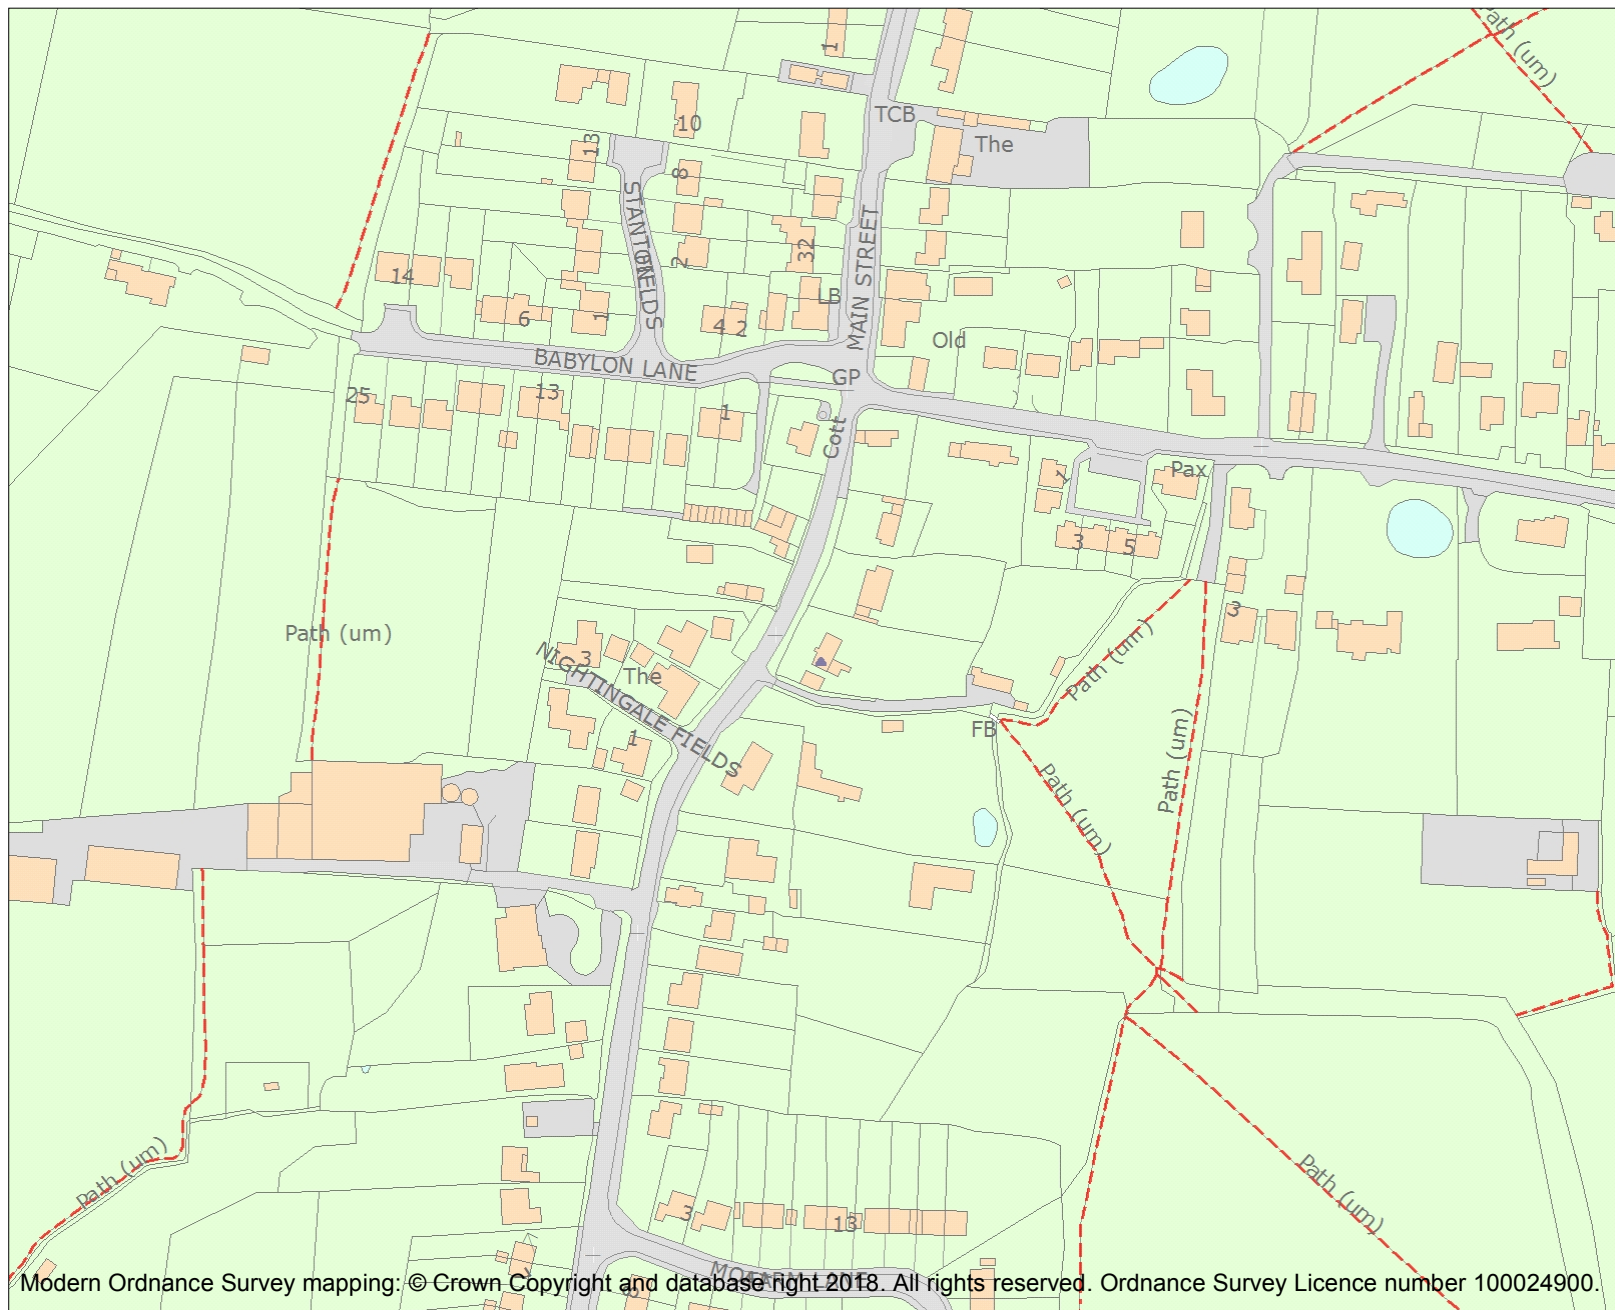 Path (um)
1
TCB
The
10
13
8
STANTON
FIELDS
2
32
MAIN STREET
14
LB
6
1
4 2
Old
BABYLON LANE
GP
25
13
1
Cott
Pax
1
3
5
3
Path (um)
3
NIGHTINGALE FIELDS
The
1
Path (um)
Path (um)
FB
Path (um)
Path (um)
Path (um)
3
13
Modern Ordnance Survey mapping: © Crown Copyright and database right 2018. All rights reserved. Ordnance Survey Licence number 100024900.